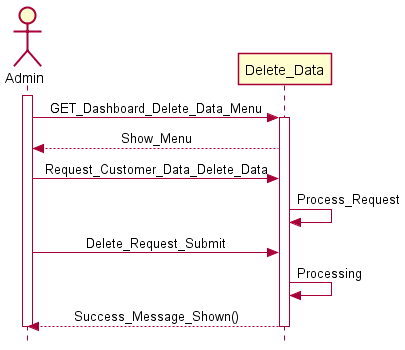 Admin
Delete_Data
GET_Dashboard_Delete_Data_Menu
Show_Menu
Request_Customer_Data_Delete_Data
Process_Request
Delete_Request_Submit
Processing
Success_Message_Shown()